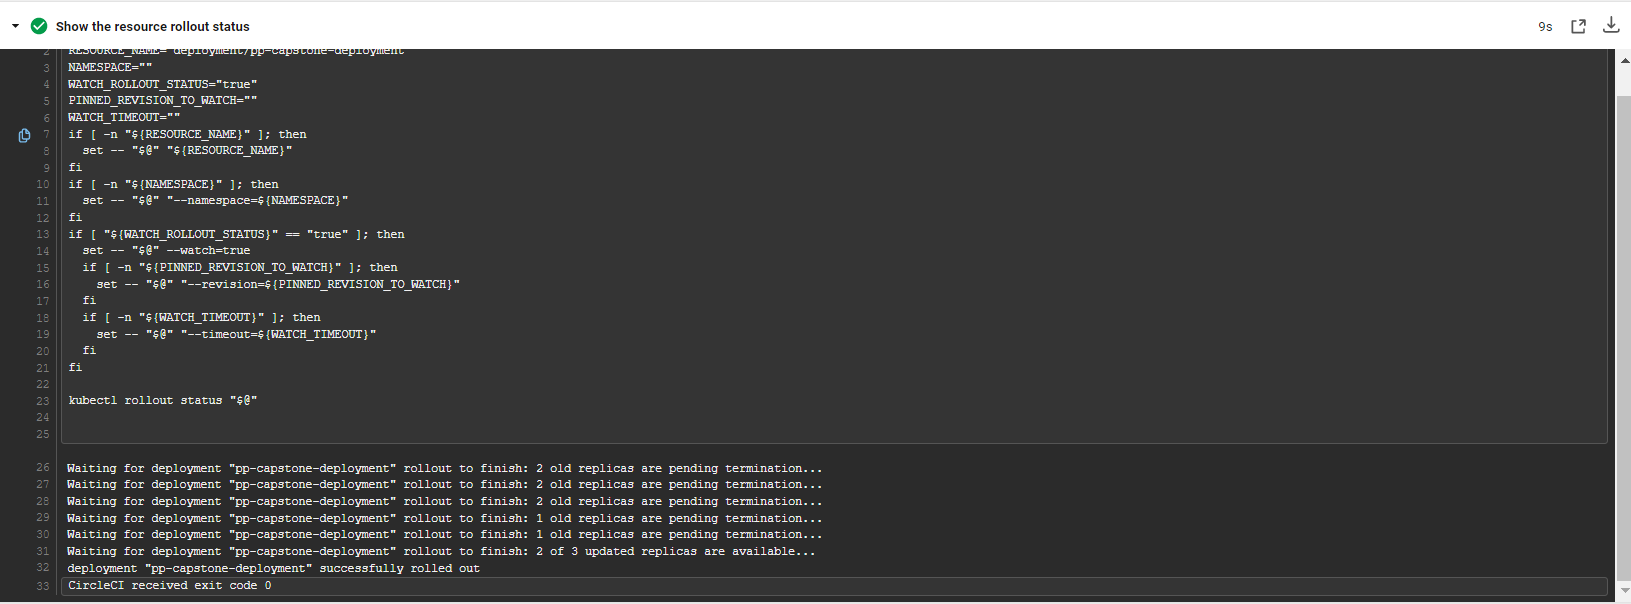 Show the resource rollout status
9s
2 RESOURCE_NAME="deployment/pp-capstone-deployment"
3 NAMESPACE=""
4 WATCH_ROLLOUT_STATUS="true"
5 PINNED_REVISION_TO_WATCH=""
6 WATCH_TIMEOUT=""
7 if [ -n "${RESOURCE_NAME}" ]; then
8   set -- "$@" "${RESOURCE_NAME}"
9 fi
10 if [ -n "${NAMESPACE}" ]; then
11   set -- "$@" "--namespace=${NAMESPACE}"
12 fi
13 if [ "${WATCH_ROLLOUT_STATUS}" == "true" ]; then
14   set -- "$@" --watch=true
15   if [ -n "${PINNED_REVISION_TO_WATCH}" ]; then
16     set -- "$@" "--revision=${PINNED_REVISION_TO_WATCH}"
17   fi
18   if [ -n "${WATCH_TIMEOUT}" ]; then
19     set -- "$@" "--timeout=${WATCH_TIMEOUT}"
20   fi
21 fi
22
23 kubectl rollout status "$@"
24
25
26 Waiting for deployment "pp-capstone-deployment" rollout to finish: 2 old replicas are pending termination...
27 Waiting for deployment "pp-capstone-deployment" rollout to finish: 2 old replicas are pending termination...
28 Waiting for deployment "pp-capstone-deployment" rollout to finish: 2 old replicas are pending termination...
29 Waiting for deployment "pp-capstone-deployment" rollout to finish: 1 old replicas are pending termination...
30 Waiting for deployment "pp-capstone-deployment" rollout to finish: 1 old replicas are pending termination...
31 Waiting for deployment "pp-capstone-deployment" rollout to finish: 2 of 3 updated replicas are available...
32 deployment "pp-capstone-deployment" successfully rolled out
33 CircleCI received exit code 0